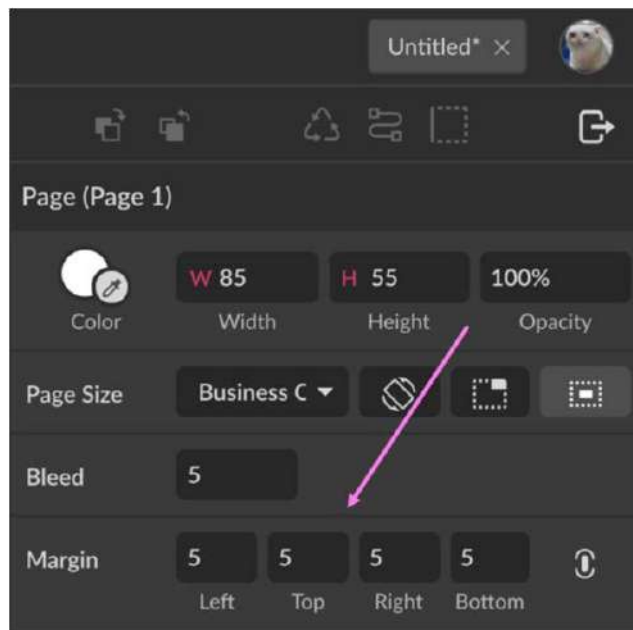 Untitled* ×
Page (Page 1)
W 85 H 55 100%
Color Width Height Opacity
Page Size Business C
Bleed 5
Margin 5 5 5 5
Left Top Right Bottom